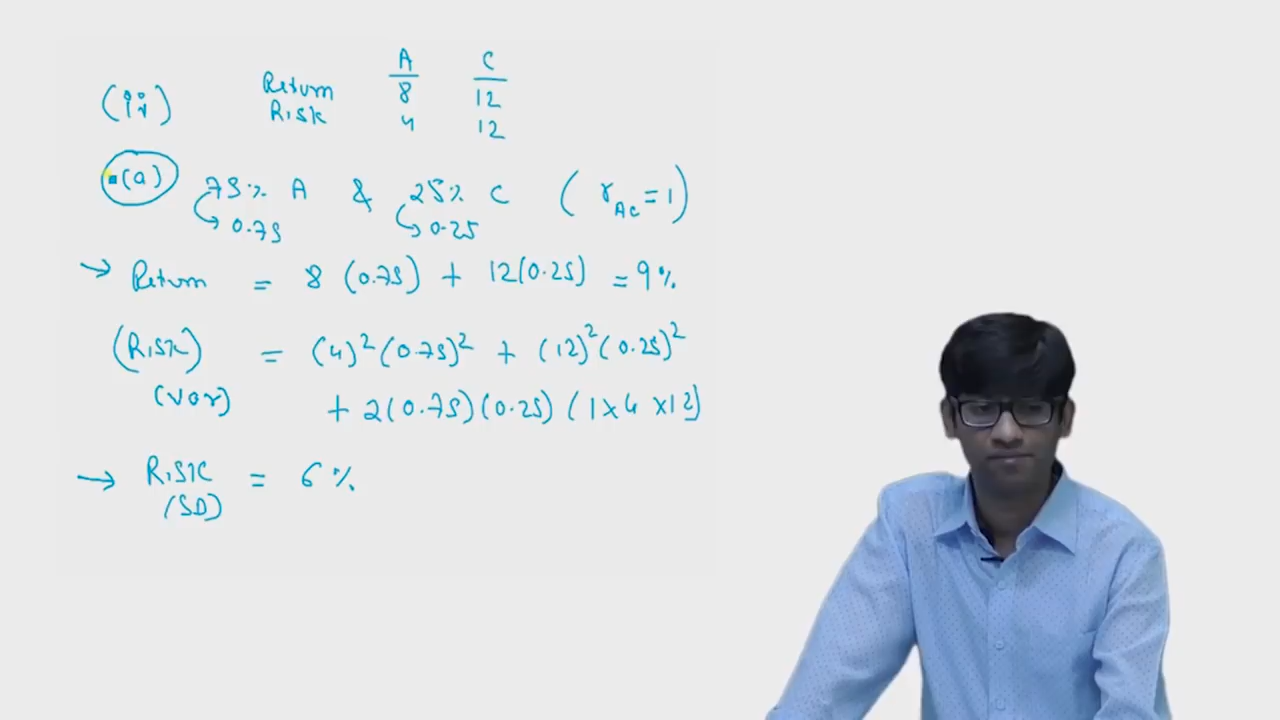 A C
(ii) Return 8 12
Risk 4 12
(a) 75% A & 25% C (r_AC = 1)
↳ 0.75 ↳ 0.25
→ Return = 8 (0.75) + 12(0.25) = 9%
(Risk) = (4)²(0.75)² + (12)²(0.25)²
(var) + 2(0.75)(0.25) (1×4×12)
→ Risk = 6%
(SD)